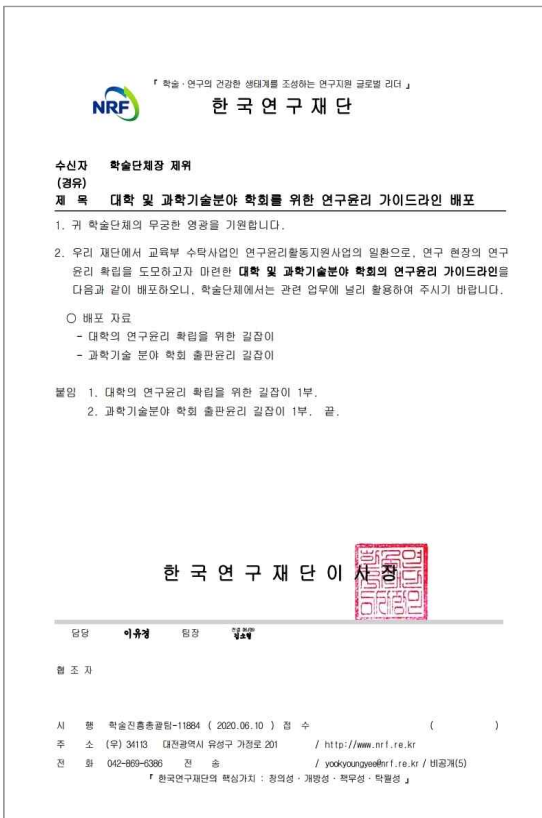 『 학술·연구의 건강한 생태계를 조성하는 연구지원 글로벌 리더 』
NRF
한국연구재단
수신자 학술단체장 제위
(경유)
제 목 대학 및 과학기술분야 학회를 위한 연구윤리 가이드라인 배포
1. 귀 학술단체의 무궁한 영광을 기원합니다.
2. 우리 재단에서 교육부 수탁사업인 연구윤리활동지원사업의 일환으로, 연구 현장의 연구
윤리 확립을 도모하고자 마련한 대학 및 과학기술분야 학회의 연구윤리 가이드라인을
다음과 같이 배포하오니, 학술단체에서는 관련 업무에 널리 활용하여 주시기 바랍니다.
○ 배포 자료
- 대학의 연구윤리 확립을 위한 길잡이
- 과학기술 분야 학회 출판윤리 길잡이
붙임 1. 대학의 연구윤리 확립을 위한 길잡이 1부.
2. 과학기술분야 학회 출판윤리 길잡이 1부. 끝.
한국연구재단이사장
담당 이유경 팀장
협조자
시 행 학술진흥총괄팀-11884 ( 2020.06.10 ) 접 수 ( )
주 소 (우) 34113 대전광역시 유성구 가정로 201 / http://www.nrf.re.kr
전 화 042-869-6386 전 송 / yookyoungyee@nrf.re.kr / 비공개(5)
『 한국연구재단의 핵심가치 : 창의성·개방성·책무성·탁월성 』